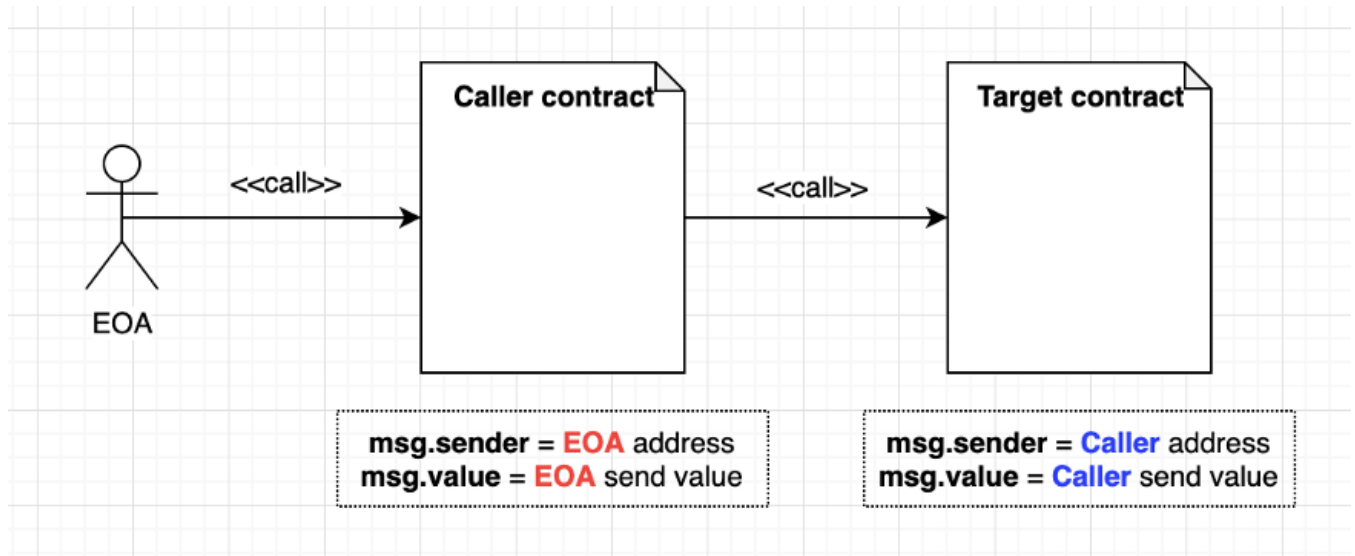 Caller contract
Target contract
<<call>>
<<call>>
EOA
msg.sender = EOA address
msg.value = EOA send value
msg.sender = Caller address
msg.value = Caller send value